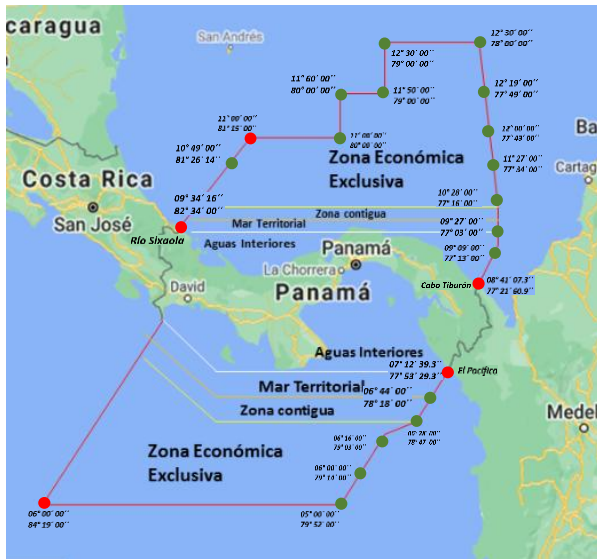 caragua
San Andrés
12° 30´ 00´´
78° 00´ 00´´
12° 30´ 00´´
79° 00´ 00´´
11° 60´ 00´´
80° 00´ 00´´
11° 50´ 00´´
79° 00´ 00´´
12° 19´ 00´´
77° 49´ 00´´
11° 00´ 00´´
81° 15´ 00´´
12° 00´ 00´´
77° 43´ 00´´
Ba
10° 49´ 00´´
81° 26´ 14´´
Zona Económica
Exclusiva
11° 27´ 00´´
77° 34´ 00´´
Cartag
Costa Rica
San José
09° 34´ 16´´
82° 34´ 00´´
10° 28´ 00´´
77° 16´ 00´´
Zona contigua
Mar Territorial
09° 27´ 00´´
77° 03´ 00´´
Río Sixaola
Aguas Interiores
Panamá
09° 09´ 00´´
77° 13´ 00´´
La Chorrera
David
Panamá
Cabo Tiburón
08° 41´ 07.3´´
77° 21´ 60.9´´
Aguas Interiores
07° 12´ 39.3´´
77° 53´ 29.3´´
El Pacífico
Mar Territorial
06° 44´ 00´´
78° 18´ 00´´
Zona contigua
Medel
78° 47´ 00´´
06° 16´ 00´´
Zona Económica
Exclusiva
06° 00´ 00´´
79° 14´ 00´´
06° 00´ 00´´
84° 19´ 00´´
05° 00´ 00´´
79° 52´ 00´´